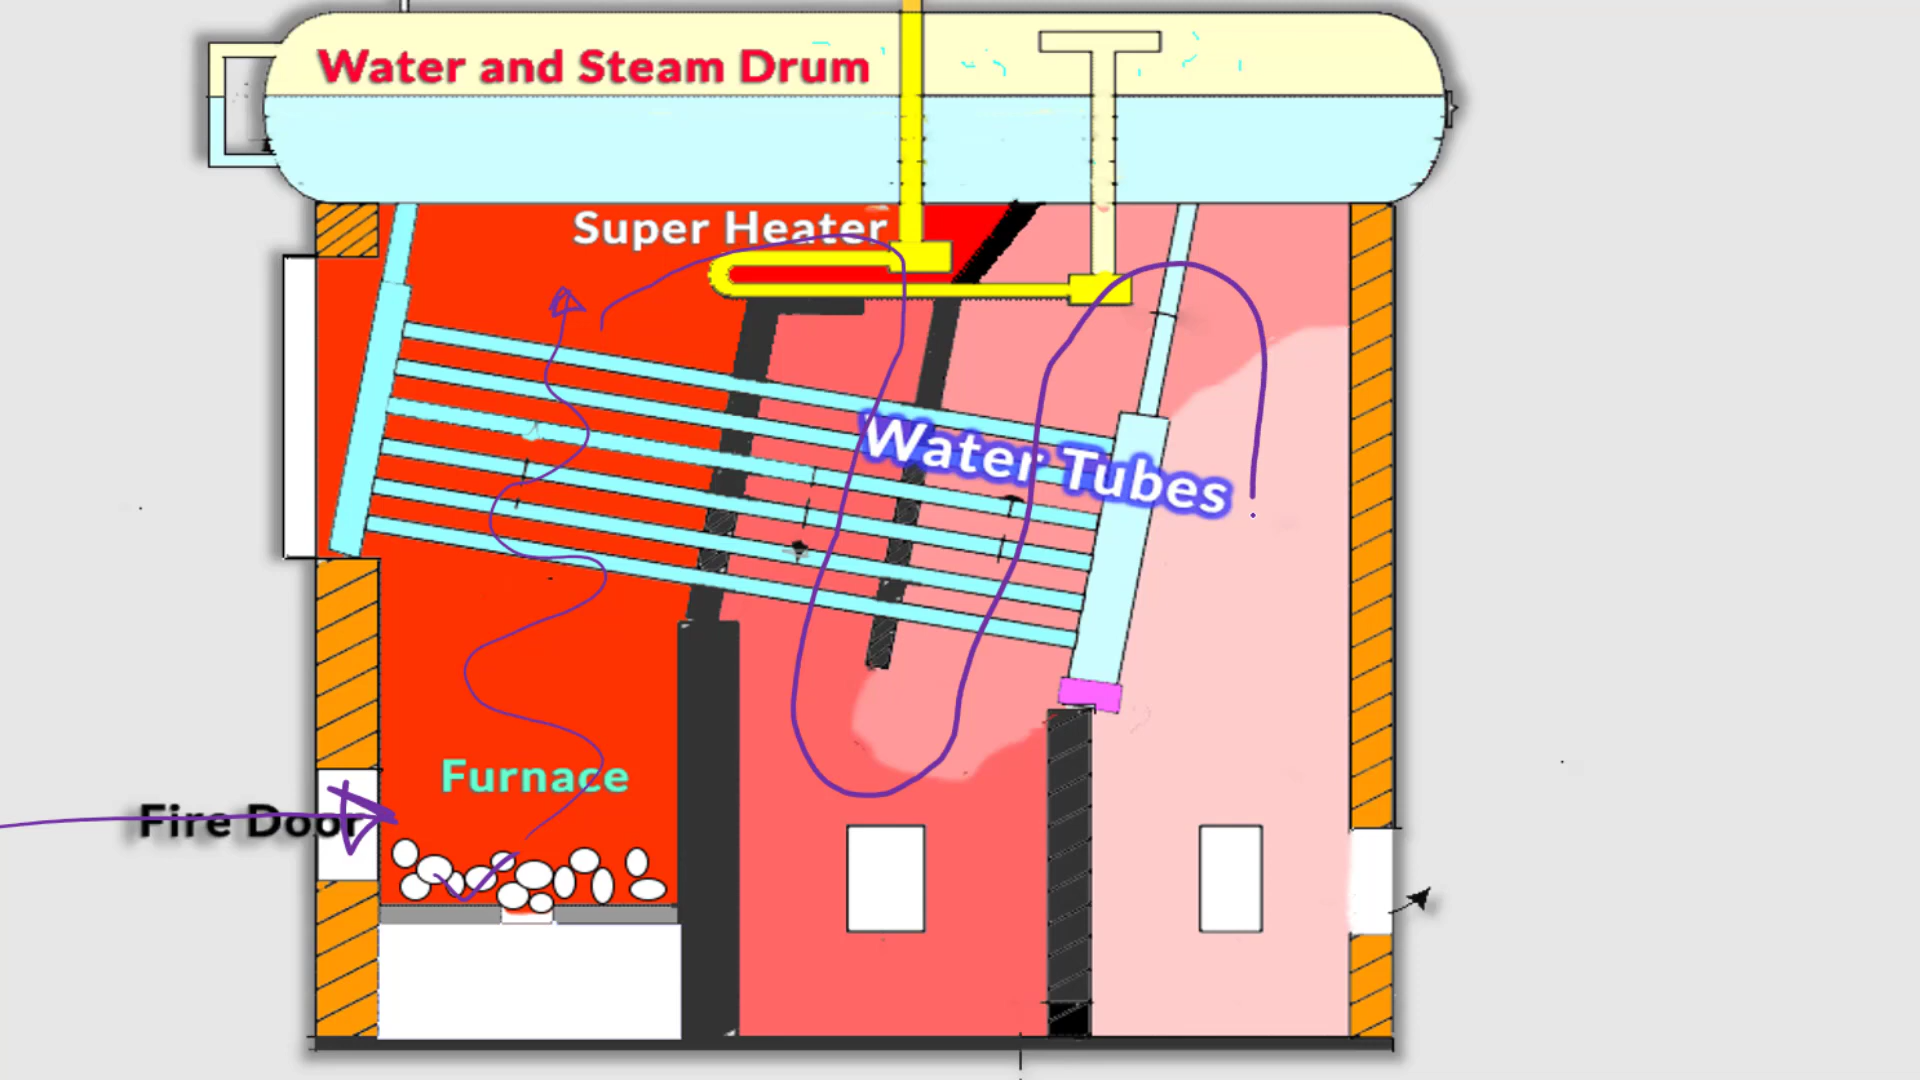 Water and Steam Drum
Super Heater
Water Tubes
Furnace
Fire Door